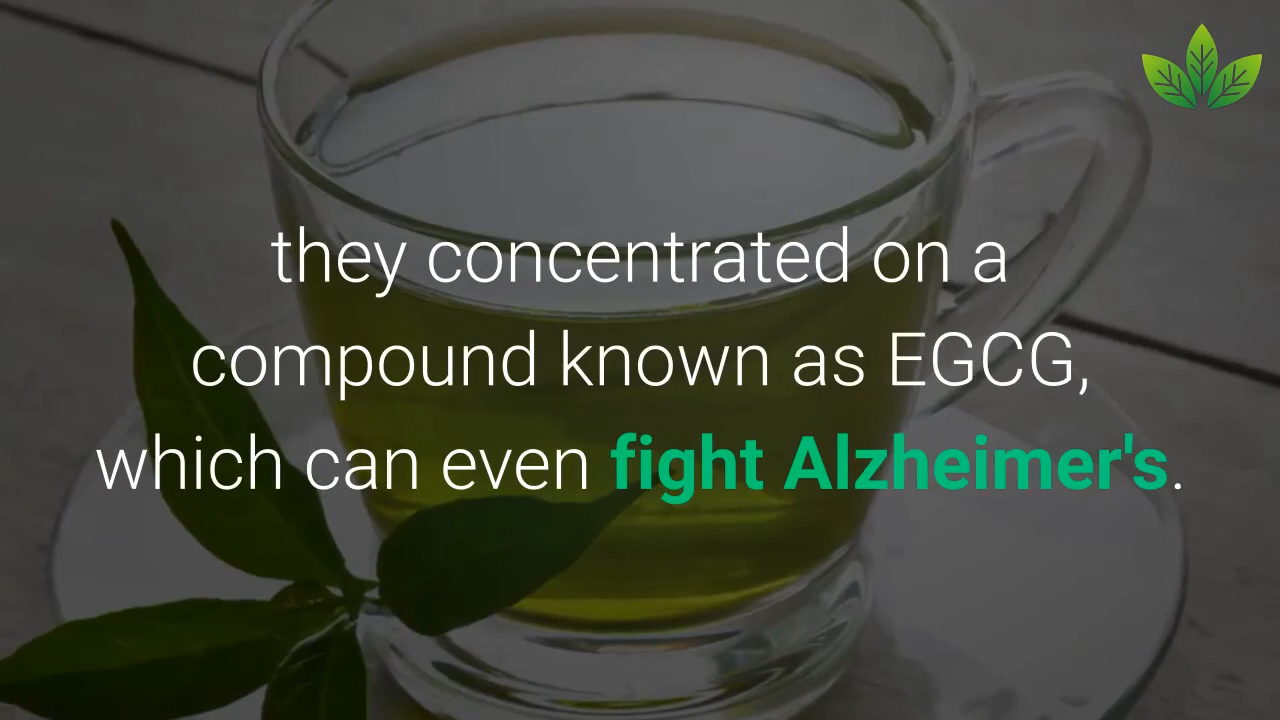 they concentrated on a
compound known as EGCG,
which can even fight Alzheimer's.